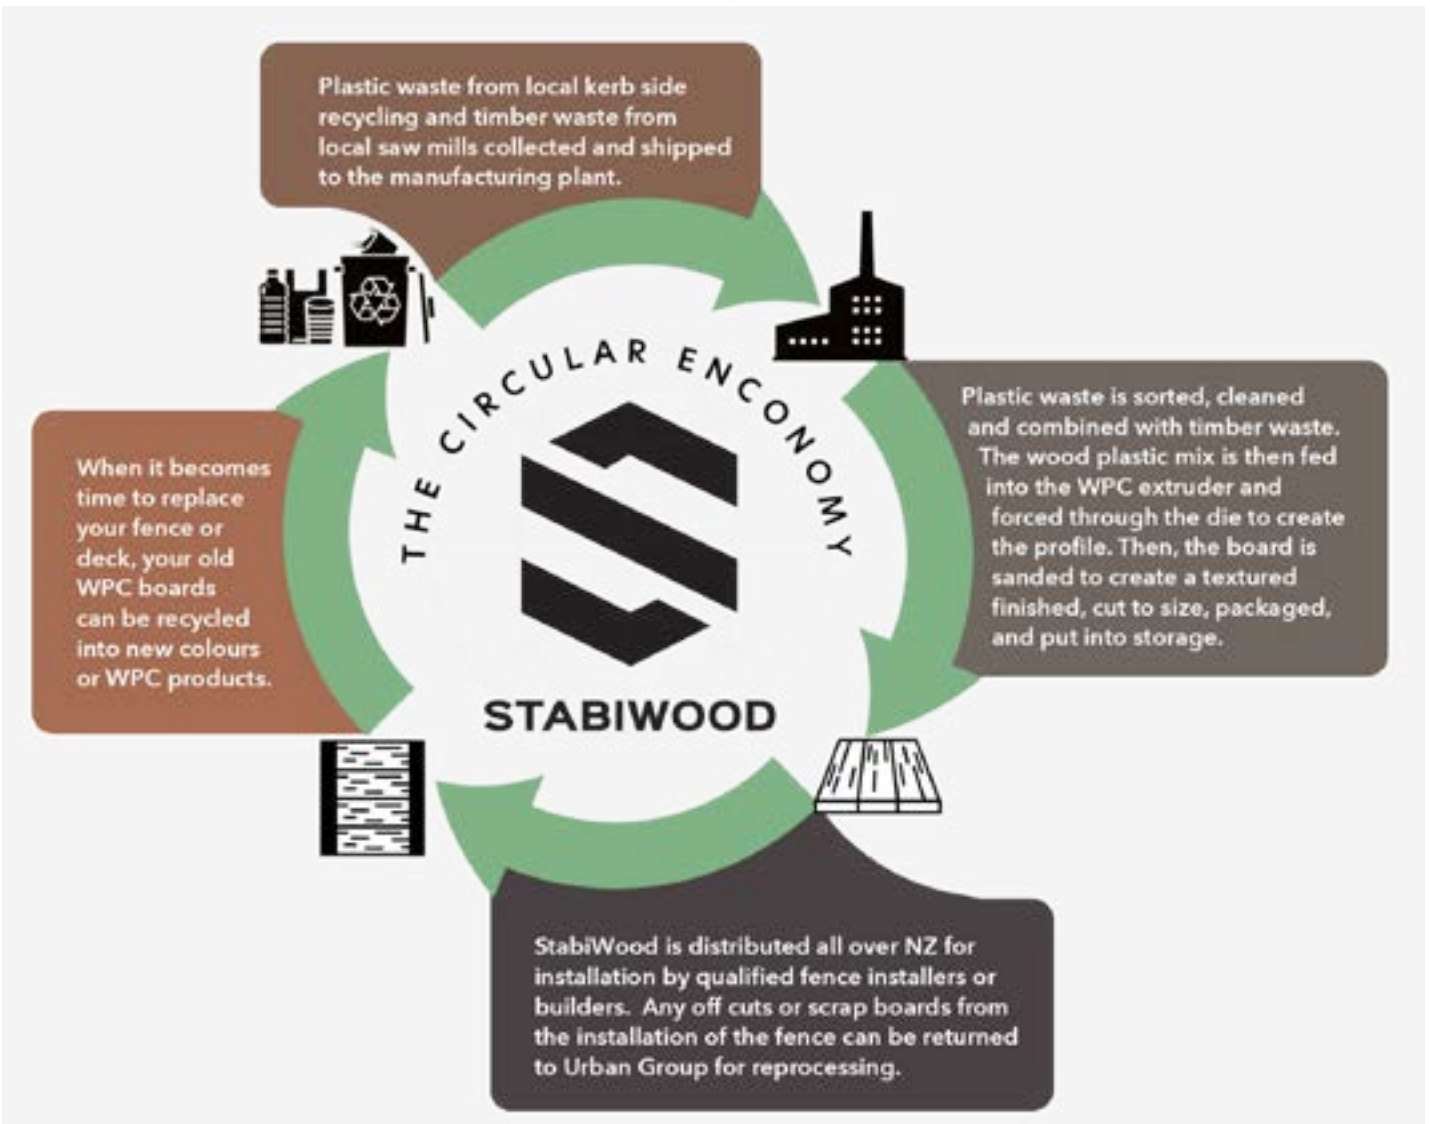 Plastic waste from local kerb side
recycling and timber waste from
local saw mills collected and shipped
to the manufacturing plant.
Plastic waste is sorted, cleaned
and combined with timber waste.
The wood plastic mix is then fed
into the WPC extruder and
forced through the die to create
the profile. Then, the board is
sanded to create a textured
finished, cut to size, packaged,
and put into storage.
StabiWood is distributed all over NZ for
installation by qualified fence installers or
builders. Any off cuts or scrap boards from
the installation of the fence can be returned
to Urban Group for reprocessing.
When it becomes
time to replace
your fence or
deck, your old
WPC boards
can be recycled
into new colours
or WPC products.
THE CIRCULAR ENCONOMY
STABIWOOD